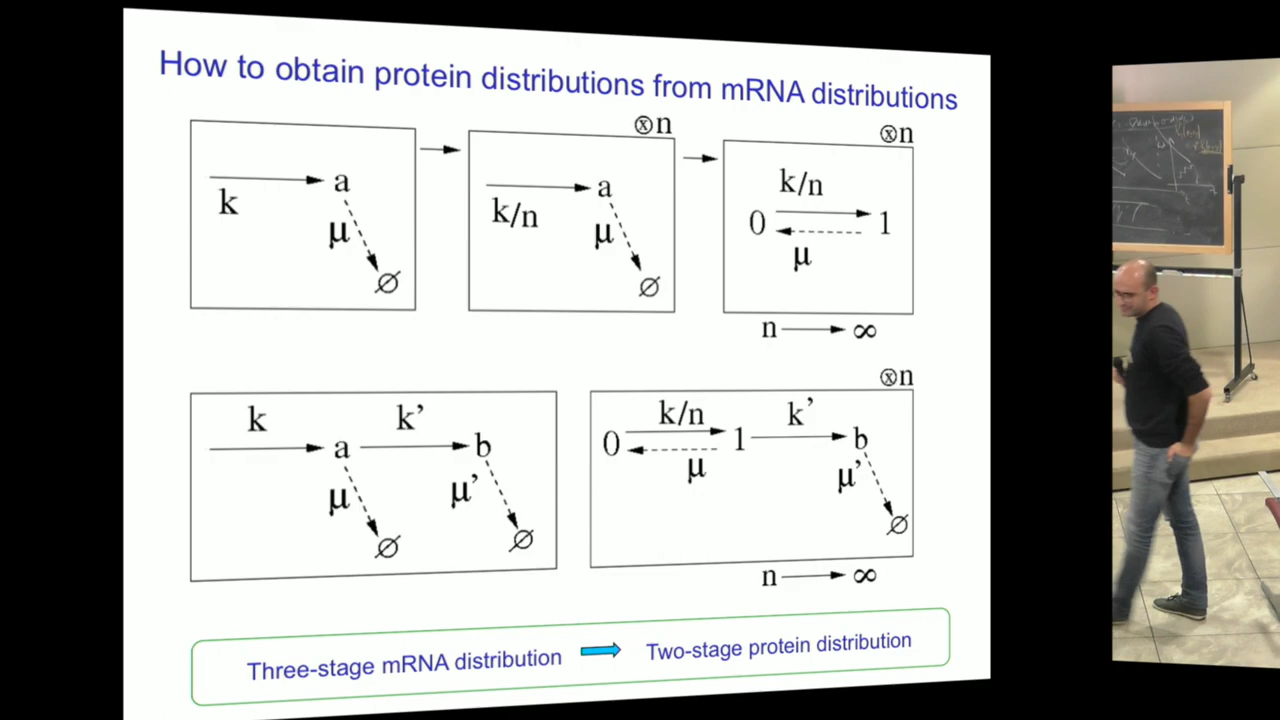 How to obtain protein distributions from mRNA distributions
k
a
μ
∅
⊗n
k/n
a
μ
∅
⊗n
k/n
0
1
μ
n → ∞
k
a
k’
b
μ
μ’
∅
∅
⊗n
k/n
k’
0
1
b
μ
μ’
∅
n → ∞
Three-stage mRNA distribution
Two-stage protein distribution